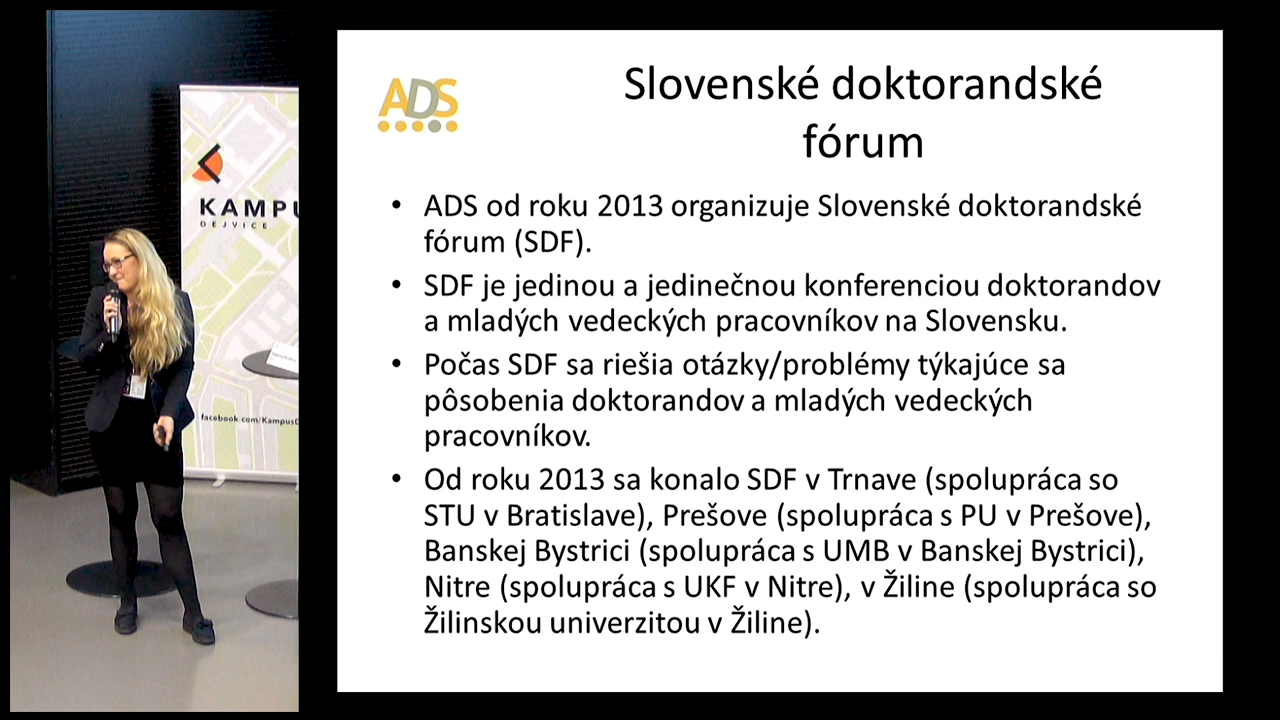 KAMPU
DEJVICE
facebook.com/Kampus
ADS
Slovenské doktorandské
fórum
• ADS od roku 2013 organizuje Slovenské doktorandské
fórum (SDF).
• SDF je jedinou a jedinečnou konferenciou doktorandov
a mladých vedeckých pracovníkov na Slovensku.
• Počas SDF sa riešia otázky/problémy týkajúce sa
pôsobenia doktorandov a mladých vedeckých
pracovníkov.
• Od roku 2013 sa konalo SDF v Trnave (spolupráca so
STU v Bratislave), Prešove (spolupráca s PU v Prešove),
Banskej Bystrici (spolupráca s UMB v Banskej Bystrici),
Nitre (spolupráca s UKF v Nitre), v Žiline (spolupráca so
Žilinskou univerzitou v Žiline).